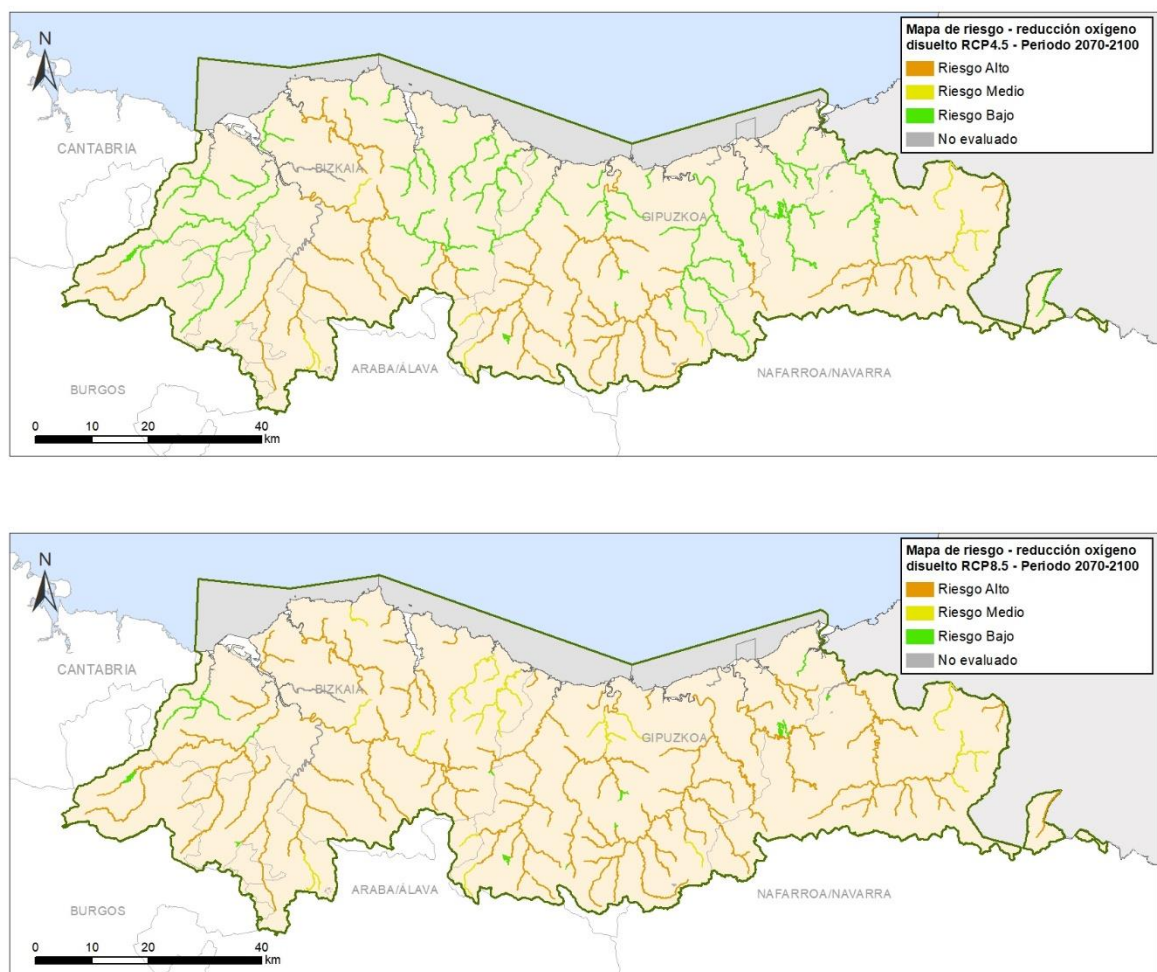 Mapa de riesgo - reducción oxígeno
disuelto RCP4.5 - Periodo 2070-2100
Riesgo Alto
Riesgo Medio
Riesgo Bajo
No evaluado
N
CANTABRIA
BIZKAIA
GIPUZKOA
ARABA/ÁLAVA
NAFARROA/NAVARRA
BURGOS
0 10 20 40
km
Mapa de riesgo - reducción oxígeno
disuelto RCP8.5 - Periodo 2070-2100
Riesgo Alto
Riesgo Medio
Riesgo Bajo
No evaluado
N
CANTABRIA
BIZKAIA
GIPUZKOA
ARABA/ÁLAVA
NAFARROA/NAVARRA
BURGOS
0 10 20 40
km